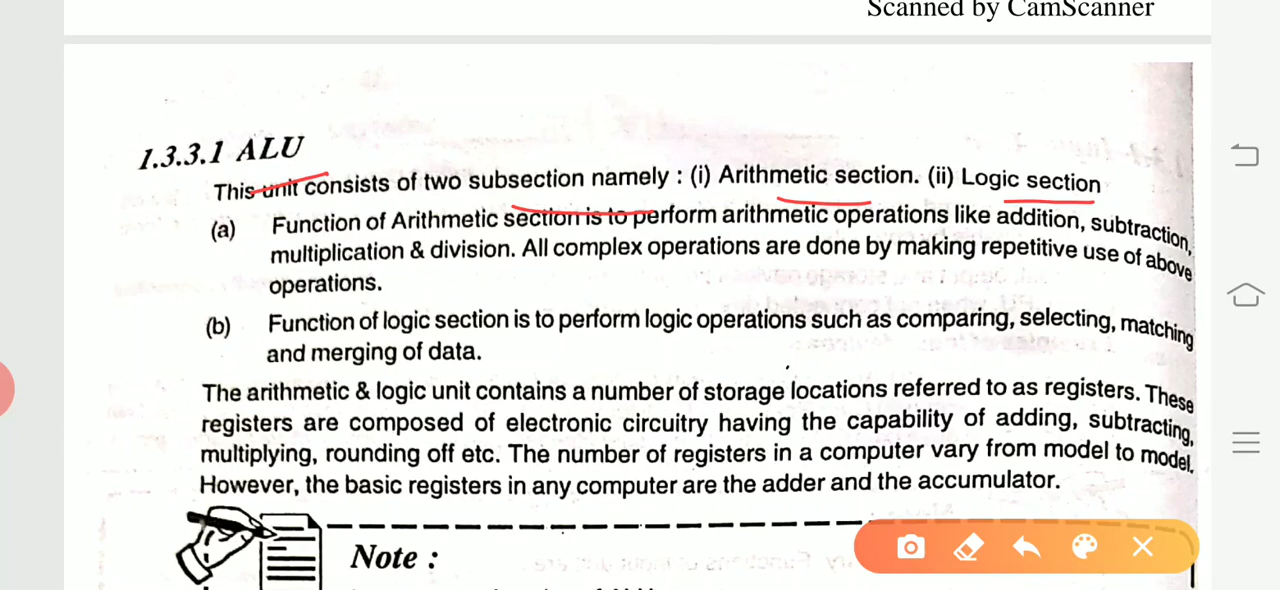 Scanned by CamScanner
1.3.3.1 ALU
This unit consists of two subsection namely : (i) Arithmetic section. (ii) Logic section
(a) Function of Arithmetic section is to perform arithmetic operations like addition, subtraction,
multiplication & division. All complex operations are done by making repetitive use of above
operations.
(b) Function of logic section is to perform logic operations such as comparing, selecting, matching
and merging of data.
The arithmetic & logic unit contains a number of storage locations referred to as registers. These
registers are composed of electronic circuitry having the capability of adding, subtracting,
multiplying, rounding off etc. The number of registers in a computer vary from model to model.
However, the basic registers in any computer are the adder and the accumulator.
Note :